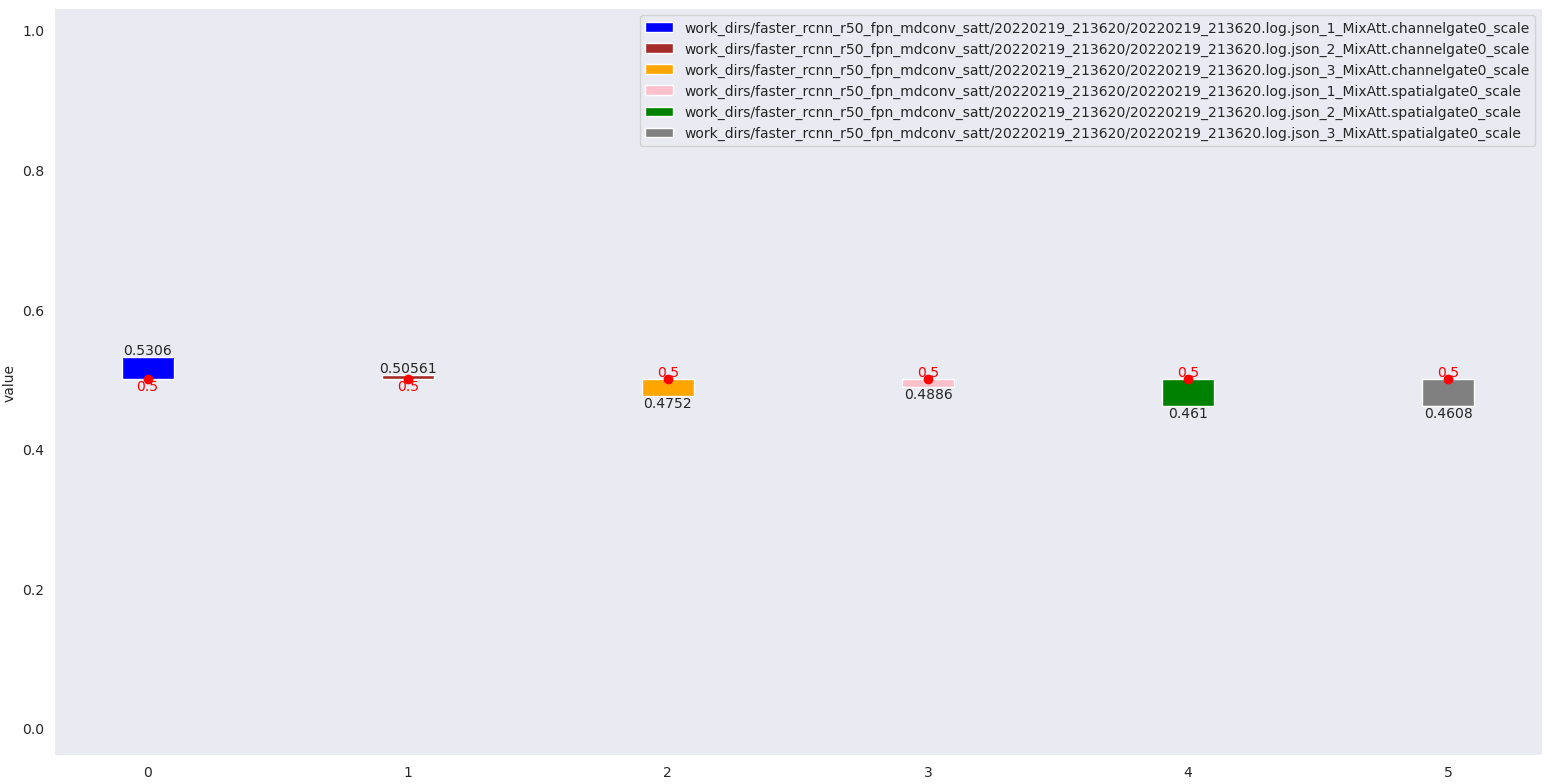 1.0
0.8
0.6
0.4
0.2
0.0
value
work_dirs/faster_rcnn_r50_fpn_mdconv_satt/20220219_213620/20220219_213620.log.json_1_MixAtt.channelgate0_scale
work_dirs/faster_rcnn_r50_fpn_mdconv_satt/20220219_213620/20220219_213620.log.json_2_MixAtt.channelgate0_scale
work_dirs/faster_rcnn_r50_fpn_mdconv_satt/20220219_213620/20220219_213620.log.json_3_MixAtt.channelgate0_scale
work_dirs/faster_rcnn_r50_fpn_mdconv_satt/20220219_213620/20220219_213620.log.json_1_MixAtt.spatialgate0_scale
work_dirs/faster_rcnn_r50_fpn_mdconv_satt/20220219_213620/20220219_213620.log.json_2_MixAtt.spatialgate0_scale
work_dirs/faster_rcnn_r50_fpn_mdconv_satt/20220219_213620/20220219_213620.log.json_3_MixAtt.spatialgate0_scale
0.5306
0.5
0.50561
0.5
0.5
0.4752
0.5
0.4886
0.5
0.461
0.5
0.4608
0 1 2 3 4 5